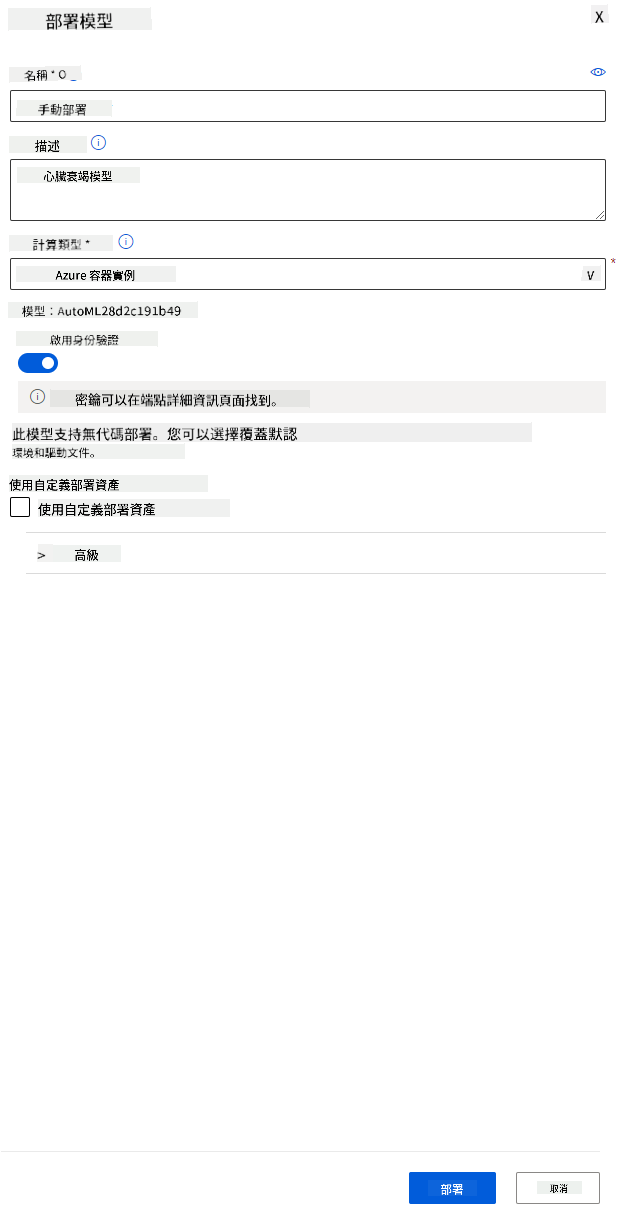 部署模型
X
名稱 * O
手動部署
描述
心臟衰竭模型
計算類型 *
Azure 容器實例
V
*
模型：AutoML28d2c191b49
啟用身份驗證
密鑰可以在端點詳細資訊頁面找到。
此模型支持無代碼部署。您可以選擇覆蓋默認
環境和驅動文件。
使用自定義部署資產
使用自定義部署資產
> 高級
部署
取消